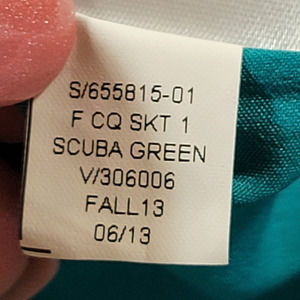 S/655815-01
F CQ SKT 1
SCUBA GREEN
V/306006
FALL13
06/13